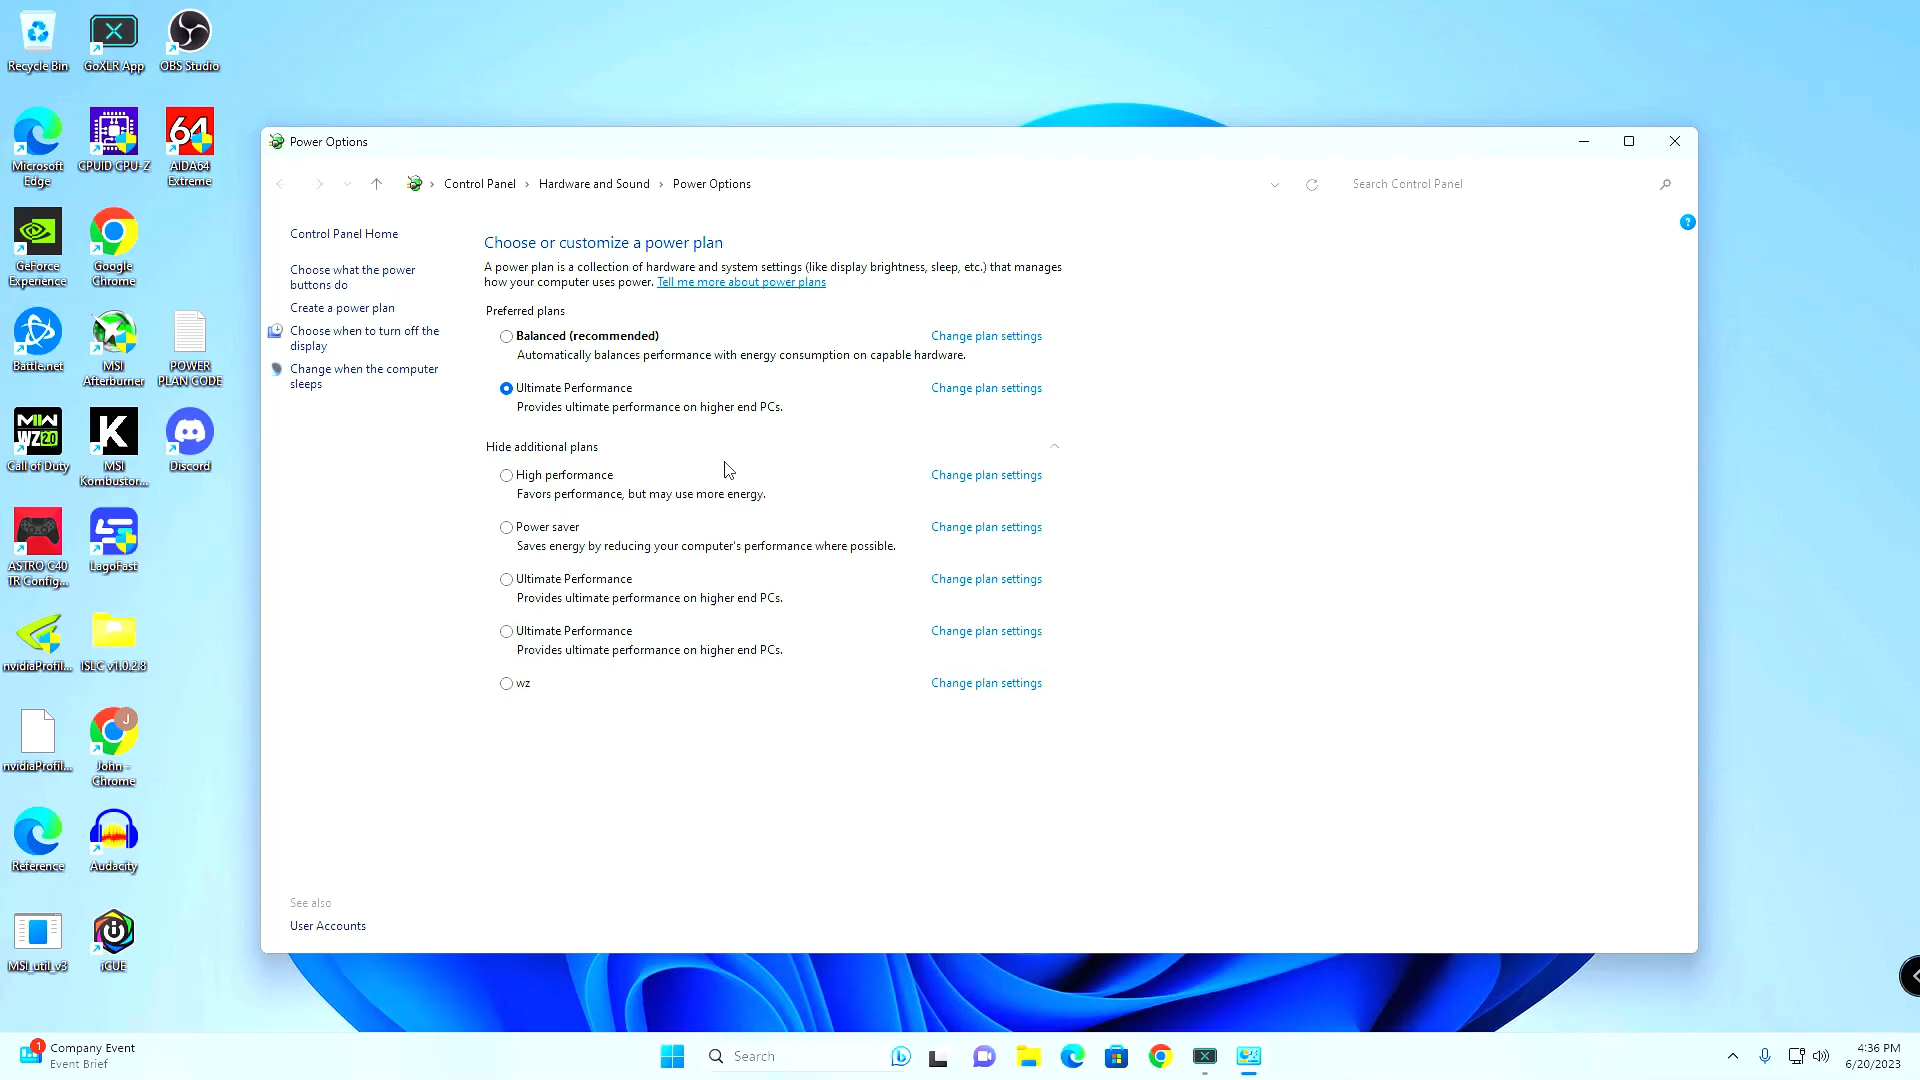 Recycle Bin
GoXLR App
OBS Studio
Microsoft
Edge
CPUID CPU-Z
64
AIDA64
Extreme
GeForce
Experience
Google
Chrome
Battle.net
MSI
Afterburner
POWER
PLAN CODE
MW
WZ2.0
Call of Duty
K
MSI
Kombustor...
Discord
ASTRO C40
TR Config...
LagoFast
nvidiaProfil...
ISLC v1.0.2.8
nvidiaProfil...
J
John -
Chrome
Reference
Audacity
MSI_util_v3
iCUE
Power Options
Control Panel
Hardware and Sound
Power Options
Search Control Panel
?
Control Panel Home
Choose what the power
buttons do
Create a power plan
Choose when to turn off the
display
Change when the computer
sleeps
Choose or customize a power plan
A power plan is a collection of hardware and system settings (like display brightness, sleep, etc.) that manages
how your computer uses power. Tell me more about power plans
Preferred plans
Balanced (recommended) Change plan settings
Automatically balances performance with energy consumption on capable hardware.
Ultimate Performance Change plan settings
Provides ultimate performance on higher end PCs.
Hide additional plans
High performance Change plan settings
Favors performance, but may use more energy.
Power saver Change plan settings
Saves energy by reducing your computer's performance where possible.
Ultimate Performance Change plan settings
Provides ultimate performance on higher end PCs.
Ultimate Performance Change plan settings
Provides ultimate performance on higher end PCs.
wz Change plan settings
See also
User Accounts
1
Company Event
Event Brief
Search
4:36 PM
6/20/2023